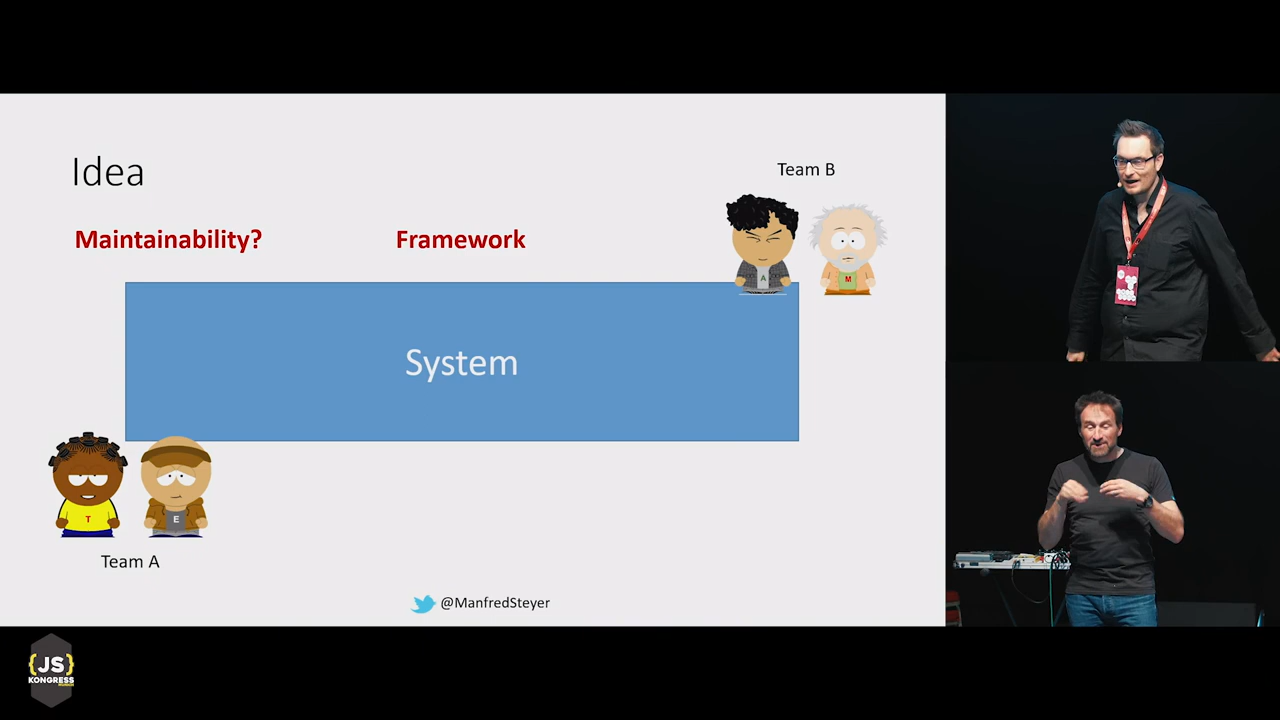 Idea
Team B
Maintainability?
Framework
A
M
System
T
E
Team A
@ManfredSteyer
{JS}
KONGRESS